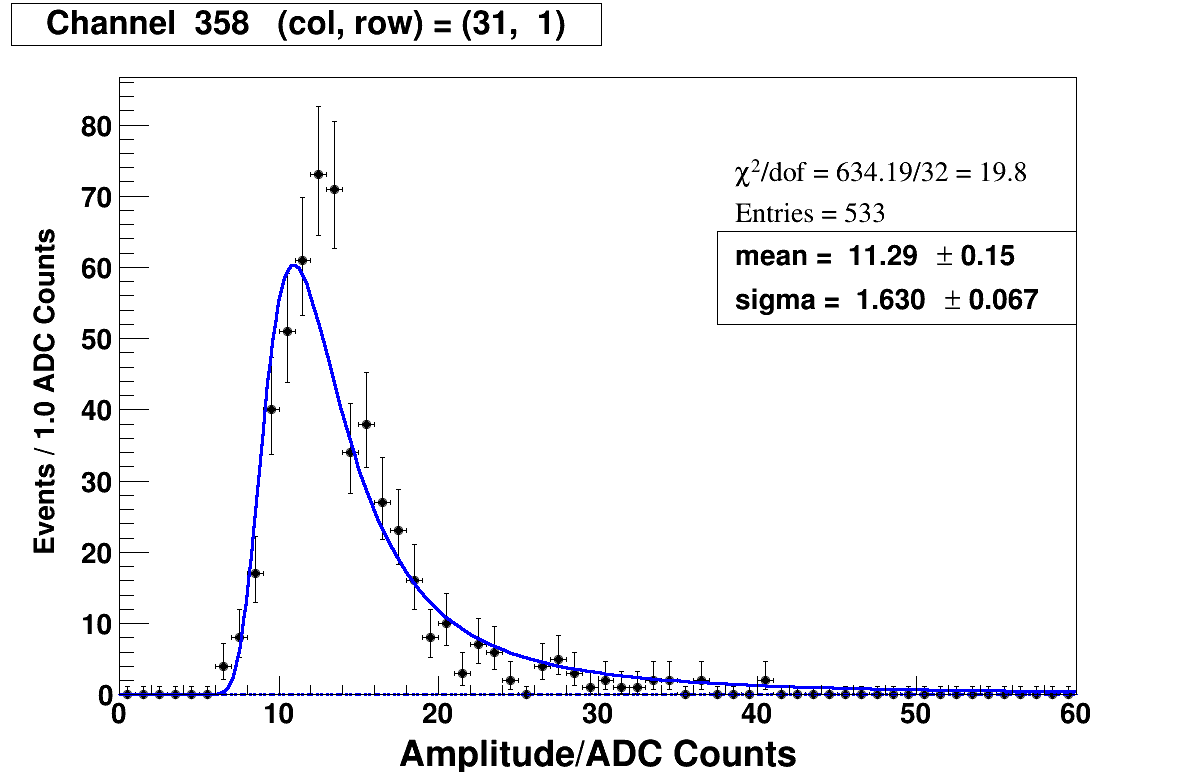 Channel 358 (col, row) = (31, 1)
χ²/dof = 634.19/32 = 19.8
Entries = 533
mean = 11.29 ± 0.15
sigma = 1.630 ± 0.067
Events / 1.0 ADC Counts
80
70
60
50
40
30
20
10
0
0 10 20 30 40 50 60
Amplitude/ADC Counts